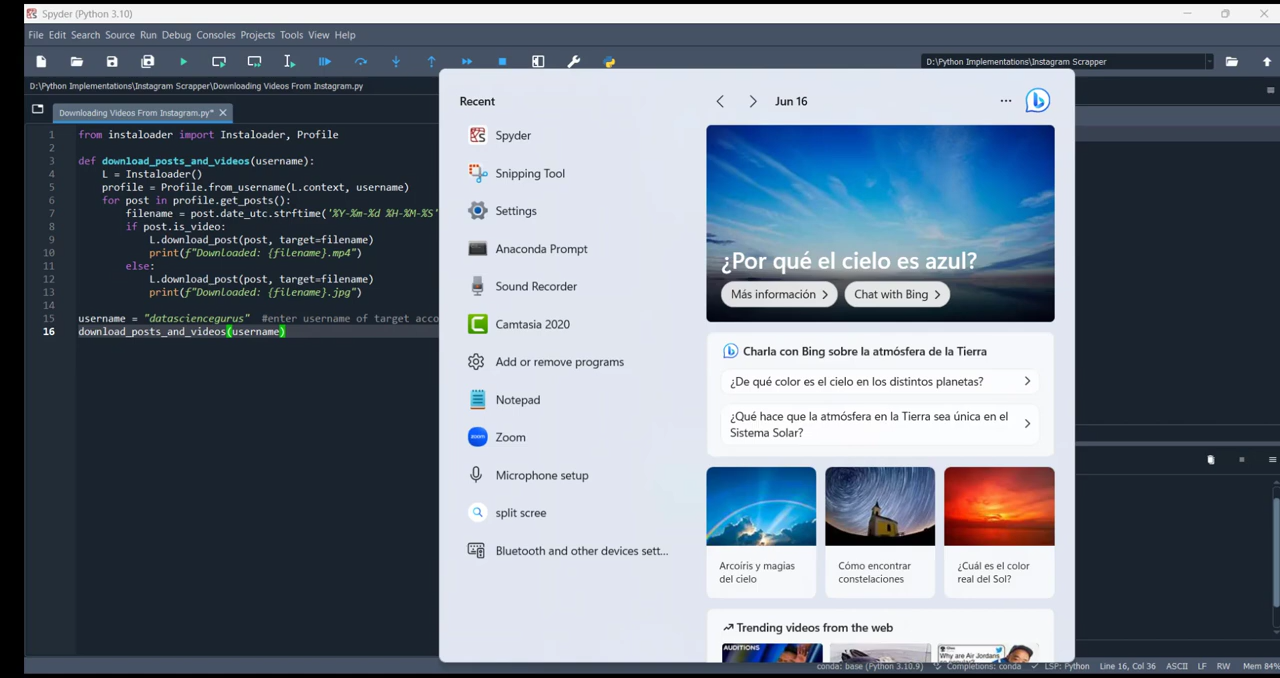 Spyder (Python 3.10)
File Edit Search Source Run Debug Consoles Projects Tools View Help
D:\Python Implementations\Instagram Scrapper
D:\Python Implementations\Instagram Scrapper\Downloading Videos From Instagram.py
Downloading Videos From Instagram.py*
1 from instaloader import Instaloader, Profile
2
3 def download_posts_and_videos(username):
4 L = Instaloader()
5 profile = Profile.from_username(L.context, username)
6 for post in profile.get_posts():
7 filename = post.date_utc.strftime('%Y-%m-%d %H-%M-%S'
8 if post.is_video:
9 L.download_post(post, target=filename)
10 print(f"Downloaded: {filename}.mp4")
11 else:
12 L.download_post(post, target=filename)
13 print(f"Downloaded: {filename}.jpg")
14
15 username = "datasciencegurus" #enter username of target acco
16 download_posts_and_videos(username)
Recent
Spyder
Snipping Tool
Settings
Anaconda Prompt
Sound Recorder
Camtasia 2020
Add or remove programs
Notepad
zoom
Zoom
Microphone setup
split scree
Bluetooth and other devices sett...
Jun 16
¿Por qué el cielo es azul?
Más información
Chat with Bing
Charla con Bing sobre la atmósfera de la Tierra
¿De qué color es el cielo en los distintos planetas?
¿Qué hace que la atmósfera en la Tierra sea única en el
Sistema Solar?
Arcoíris y magias
del cielo
Cómo encontrar
constelaciones
¿Cuál es el color
real del Sol?
Trending videos from the web
AUDITIONS
Why are Air Jordans
conda: base (Python 3.10.9) Completions: conda LSP: Python Line 16, Col 36 ASCII LF RW Mem 84%